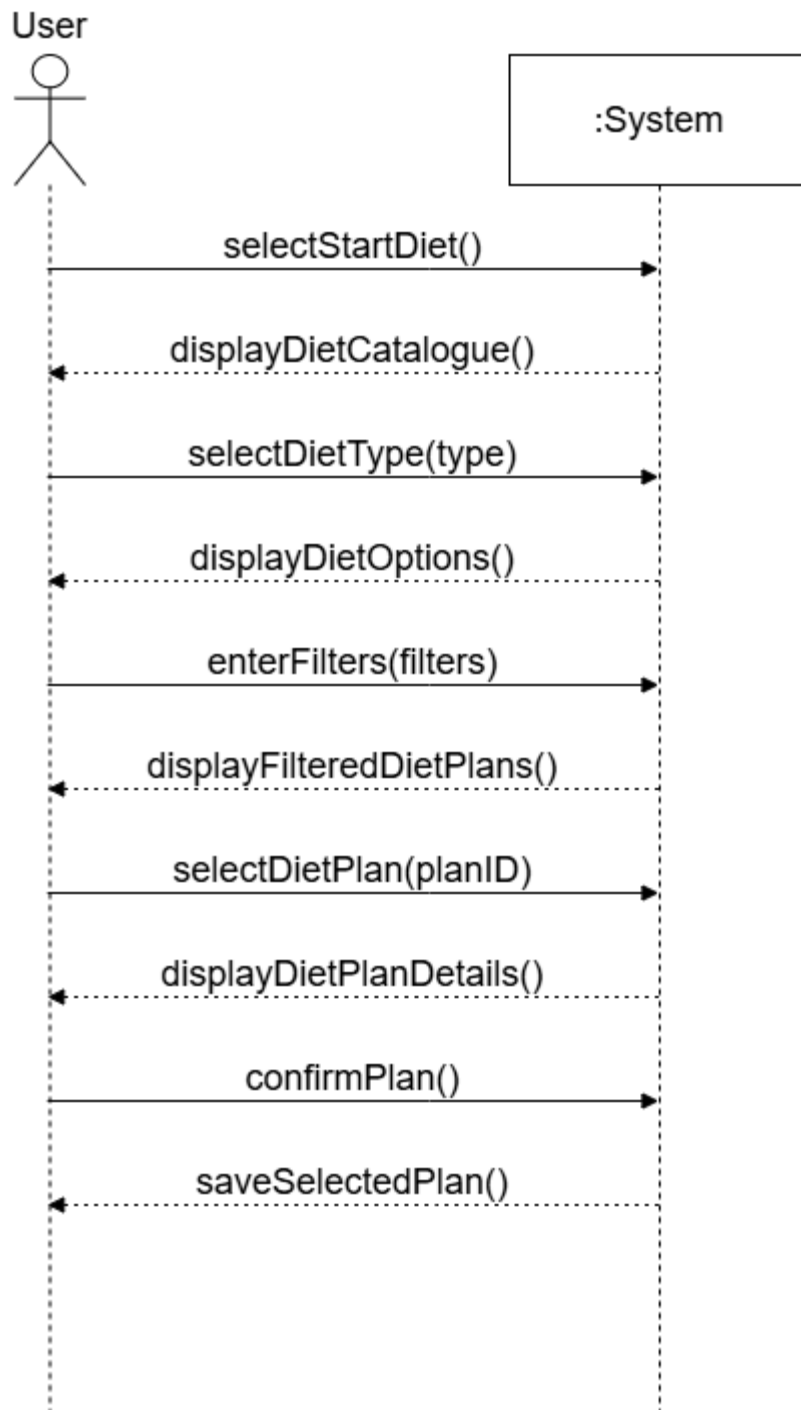 User
:System
selectStartDiet()
displayDietCatalogue()
selectDietType(type)
displayDietOptions()
enterFilters(filters)
displayFilteredDietPlans()
selectDietPlan(planID)
displayDietPlanDetails()
confirmPlan()
saveSelectedPlan()